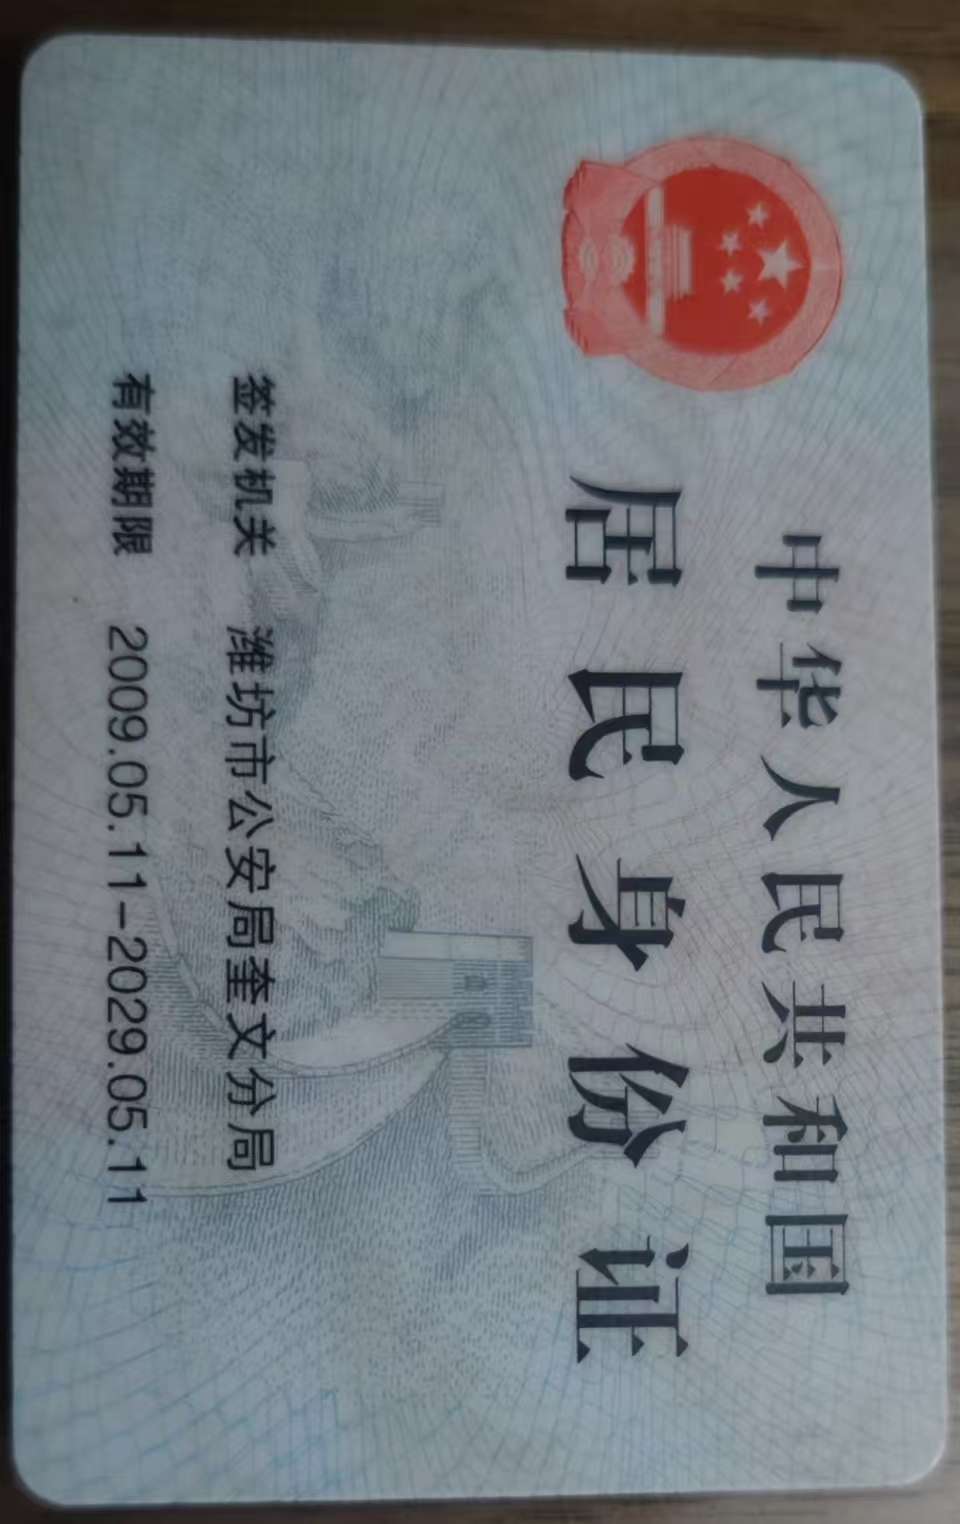 中华人民共和国
居民身份证
签发机关 潍坊市公安局奎文分局
有效期限 2009.05.11-2029.05.11